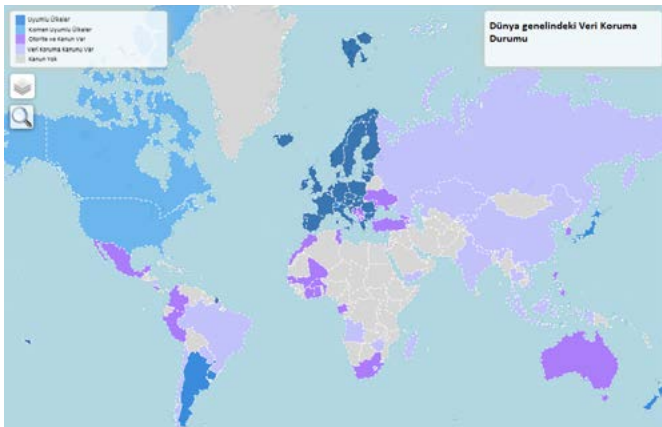 Uyumlu Ülkeler
Kısmen Uyumlu Ülkeler
Otorite ve Kanun Var
Veri Koruma Kanunu Var
Kanun Yok
Dünya genelindeki Veri Koruma
Durumu